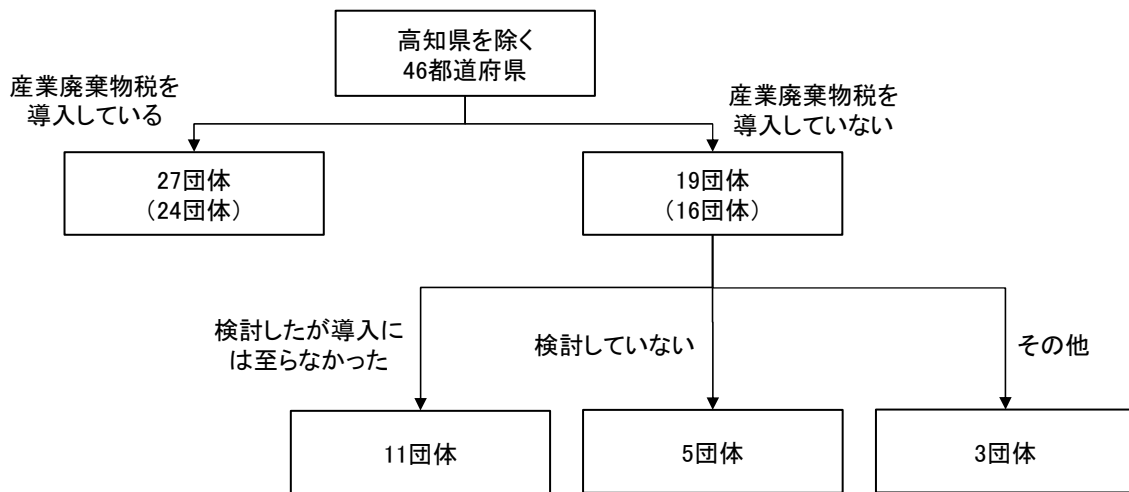 高知県を除く
46都道府県
産業廃棄物税を
導入している
産業廃棄物税を
導入していない
27団体
（24団体）
19団体
（16団体）
検討したが導入に
は至らなかった
検討していない
その他
11団体
5団体
3団体